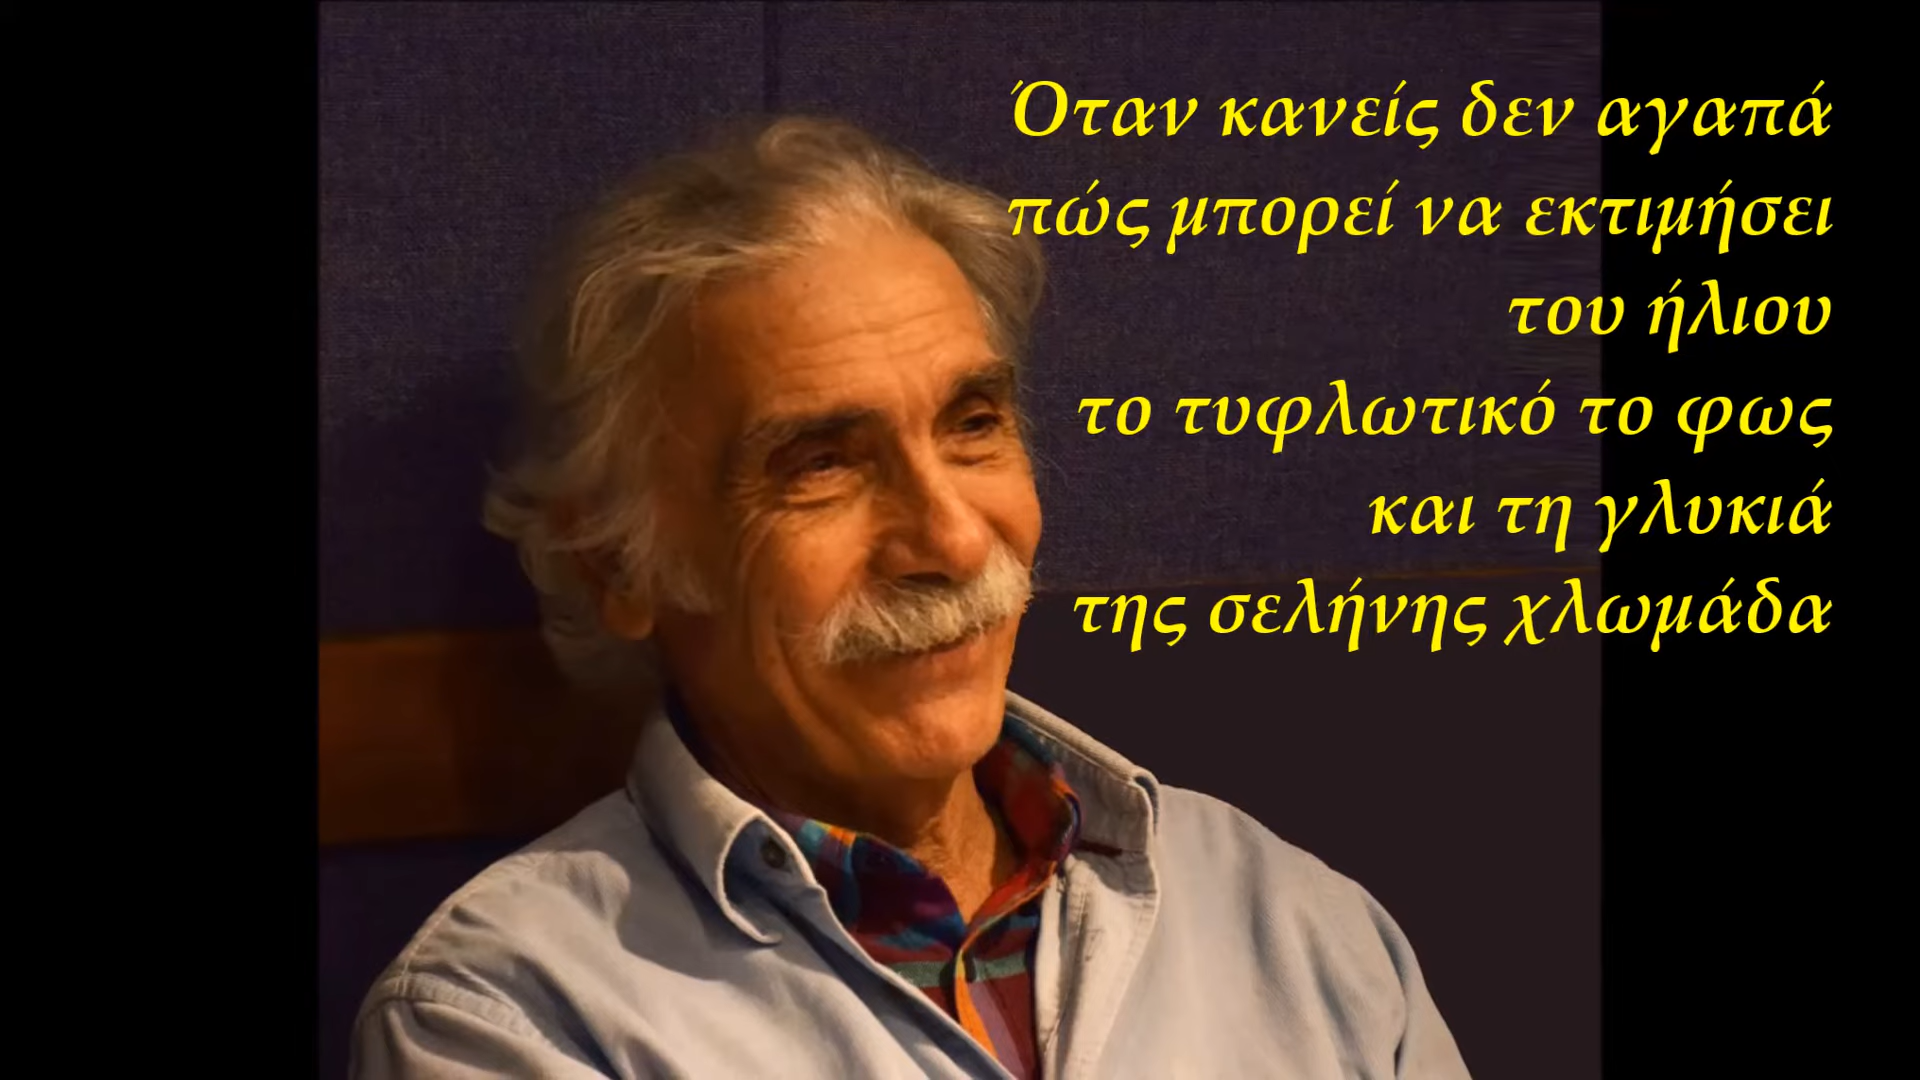 Όταν κανείς δεν αγαπά
πώς μπορεί να εκτιμήσει
του ήλιου
το τυφλωτικό το φως
και τη γλυκιά
της σελήνης χλωμάδα